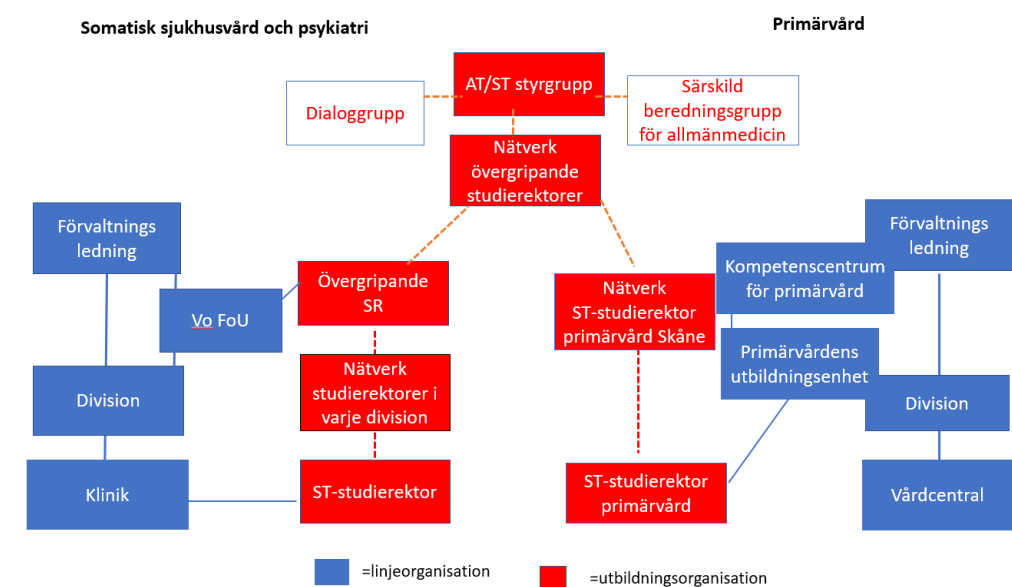 Somatisk sjukhusvård och psykiatri
Primärvård
AT/ST styrgrupp
Dialoggrupp
Särskild
beredningsgrupp
för allmänmedicin
Nätverk
övergripande
studierektorer
Förvaltnings
ledning
Förvaltnings
ledning
Övergripande
SR
Kompetenscentrum
för primärvård
Vo FoU
Nätverk
ST-studierektor
primärvård Skåne
Primärvårdens
utbildningsenhet
Nätverk
studierektorer i
varje division
Division
Division
Klinik
ST-studierektor
ST-studierektor
primärvård
Vårdcentral
=linjeorganisation
=utbildningsorganisation